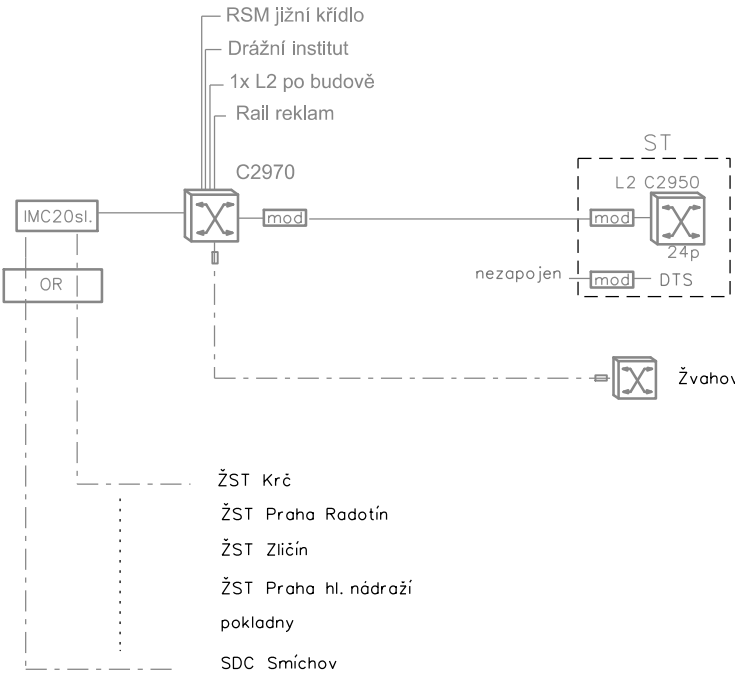 RSM jižní křídlo
Drážní institut
1x L2 po budově
Rail reklam
C2970
ST
L2 C2950
IMC20sl.
mod
mod
24p
OR
nezapojen
mod
DTS
Žvahov
ŽST Krč
ŽST Praha Radotín
ŽST Zličín
ŽST Praha hl. nádraží
pokladny
SDC Smíchov